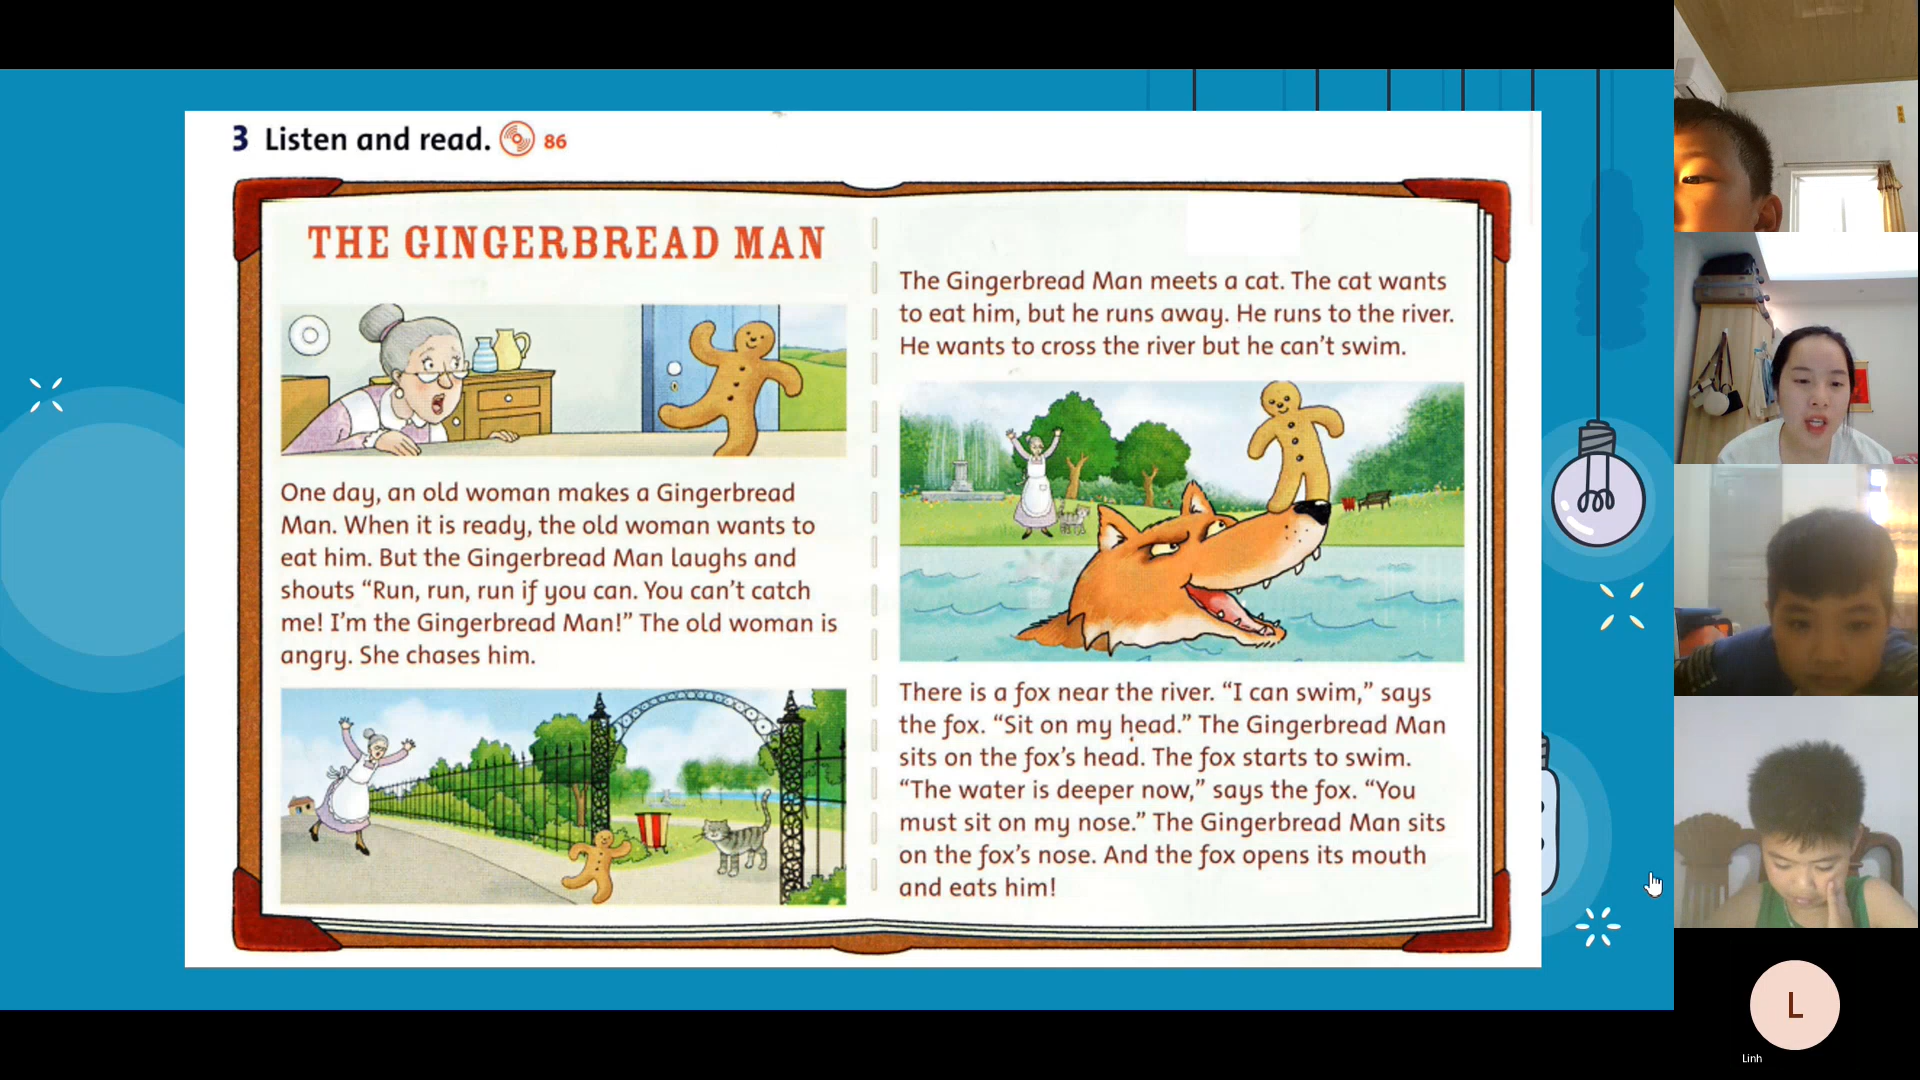 3 Listen and read. 86
THE GINGERBREAD MAN
One day, an old woman makes a Gingerbread
Man. When it is ready, the old woman wants to
eat him. But the Gingerbread Man laughs and
shouts “Run, run, run if you can. You can’t catch
me! I’m the Gingerbread Man!” The old woman is
angry. She chases him.
The Gingerbread Man meets a cat. The cat wants
to eat him, but he runs away. He runs to the river.
He wants to cross the river but he can’t swim.
There is a fox near the river. “I can swim,” says
the fox. “Sit on my head.” The Gingerbread Man
sits on the fox’s head. The fox starts to swim.
“The water is deeper now,” says the fox. “You
must sit on my nose.” The Gingerbread Man sits
on the fox’s nose. And the fox opens its mouth
and eats him!
L
Linh